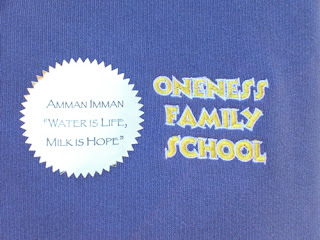 AMMAN IMMAN
"WATER IS LIFE,
MILK IS HOPE"
ONENESS
FAMILY
SCHOOL